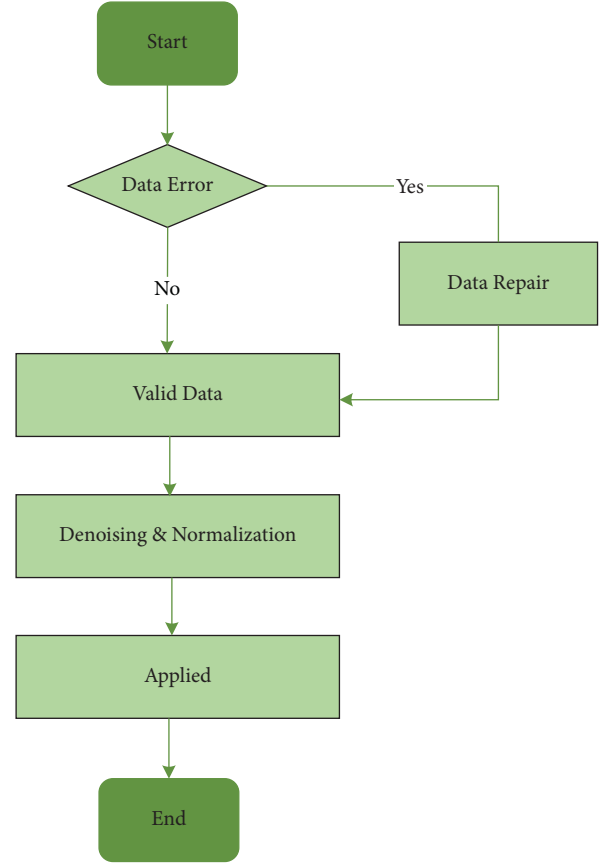 Start
Data Error
Yes
Data Repair
No
Valid Data
Denoising & Normalization
Applied
End